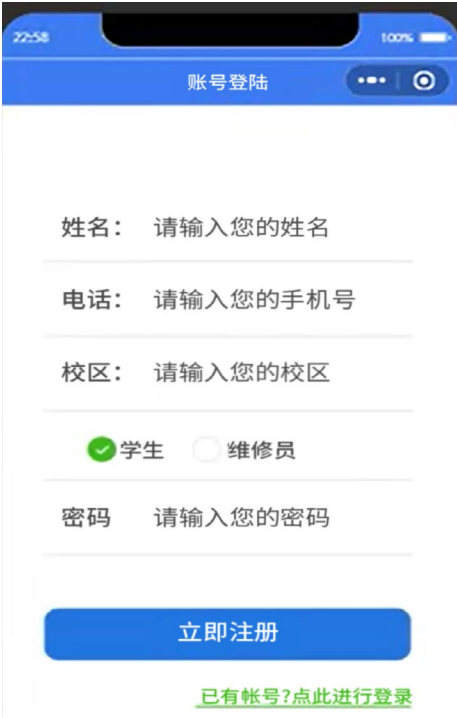 22:58 100%
账号登陆
姓名： 请输入您的姓名
电话： 请输入您的手机号
校区： 请输入您的校区
学生 维修员
密码 请输入您的密码
立即注册
已有帐号?点此进行登录